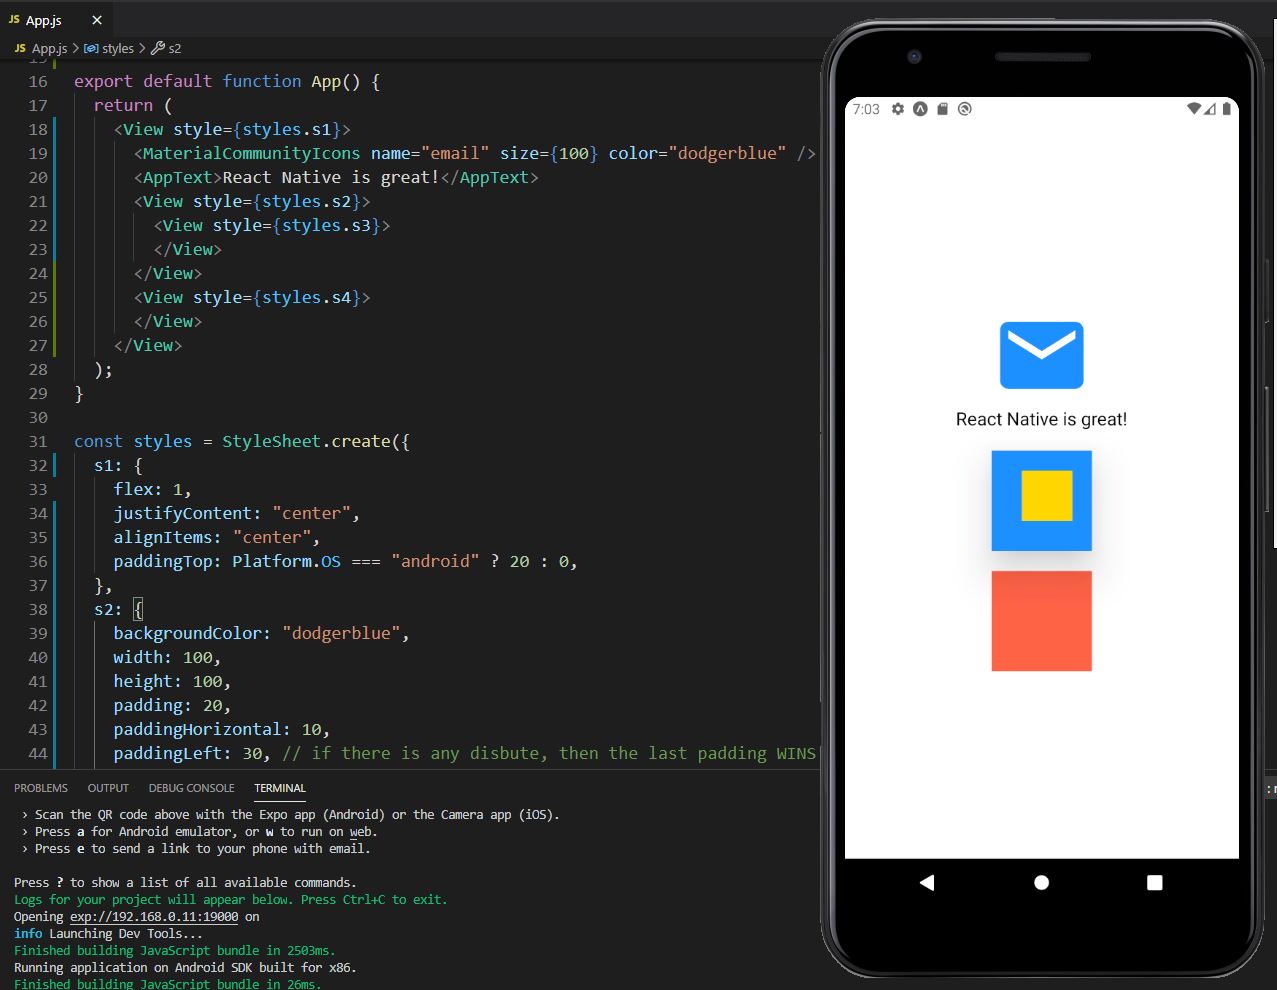 JS App.js ×
JS App.js > styles > s2
15
16 export default function App() {
17 return (
18 <View style={styles.s1}>
19 <MaterialCommunityIcons name="email" size={100} color="dodgerblue" />
20 <AppText>React Native is great!</AppText>
21 <View style={styles.s2}>
22 <View style={styles.s3}>
23 </View>
24 </View>
25 <View style={styles.s4}>
26 </View>
27 </View>
28 );
29 }
30
31 const styles = StyleSheet.create({
32 s1: {
33 flex: 1,
34 justifyContent: "center",
35 alignItems: "center",
36 paddingTop: Platform.OS === "android" ? 20 : 0,
37 },
38 s2: {
39 backgroundColor: "dodgerblue",
40 width: 100,
41 height: 100,
42 padding: 20,
43 paddingHorizontal: 10,
44 paddingLeft: 30, // if there is any disbute, then the last padding WINS
PROBLEMS OUTPUT DEBUG CONSOLE TERMINAL
› Scan the QR code above with the Expo app (Android) or the Camera app (iOS).
› Press a for Android emulator, or w to run on web.
› Press e to send a link to your phone with email.
Press ? to show a list of all available commands.
Logs for your project will appear below. Press Ctrl+C to exit.
Opening exp://192.168.0.11:19000 on
info Launching Dev Tools...
Finished building JavaScript bundle in 2503ms.
Running application on Android SDK built for x86.
Finished building JavaScript bundle in 26ms.
7:03
React Native is great!